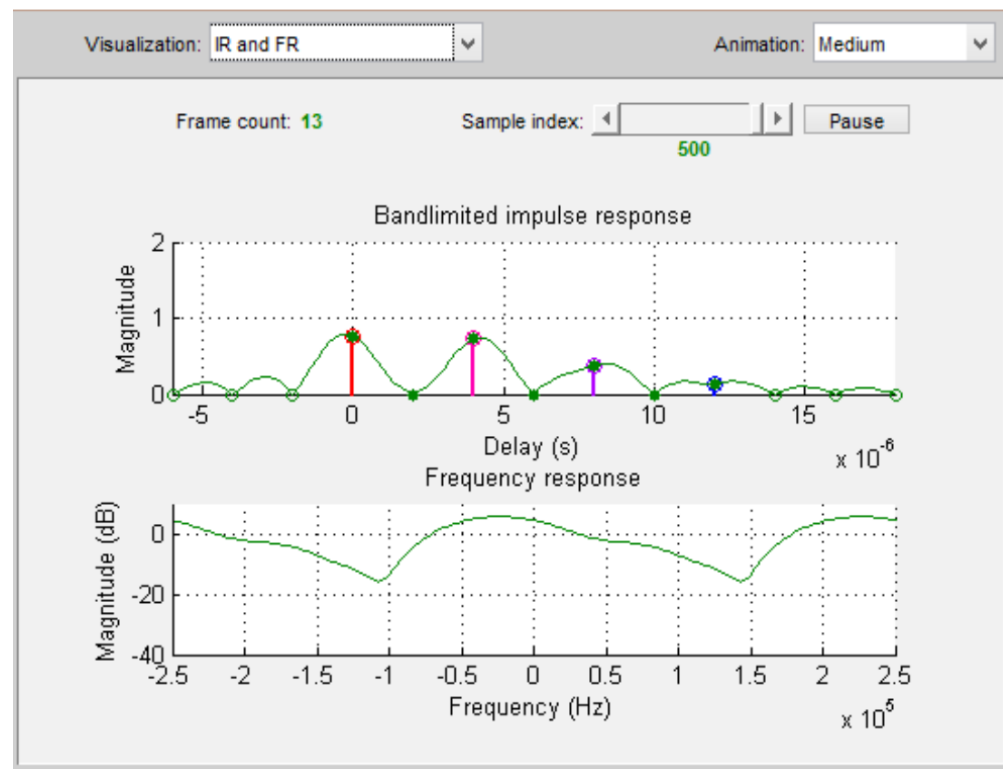 Visualization: IR and FR Animation: Medium
Frame count: 13 Sample index: Pause
500
Bandlimited impulse response
2
1
0
Magnitude
-5 0 5 10 15
Delay (s)
x 10^-6
Frequency response
0
-20
-40
Magnitude (dB)
-2.5 -2 -1.5 -1 -0.5 0 0.5 1 1.5 2 2.5
Frequency (Hz)
x 10^5